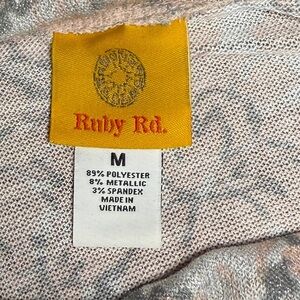 Ruby Rd.
M
89% POLYESTER
8% METALLIC
3% SPANDEX
MADE IN
VIETNAM